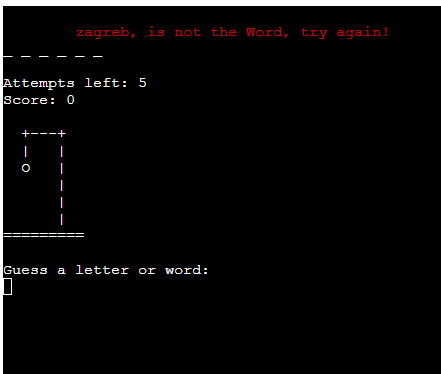 zagreb, is not the Word, try again!
_ _ _ _ _ _
Attempts left: 5
Score: 0
  +---+
  |   |
  O   |
      |
      |
      |
=========
Guess a letter or word: